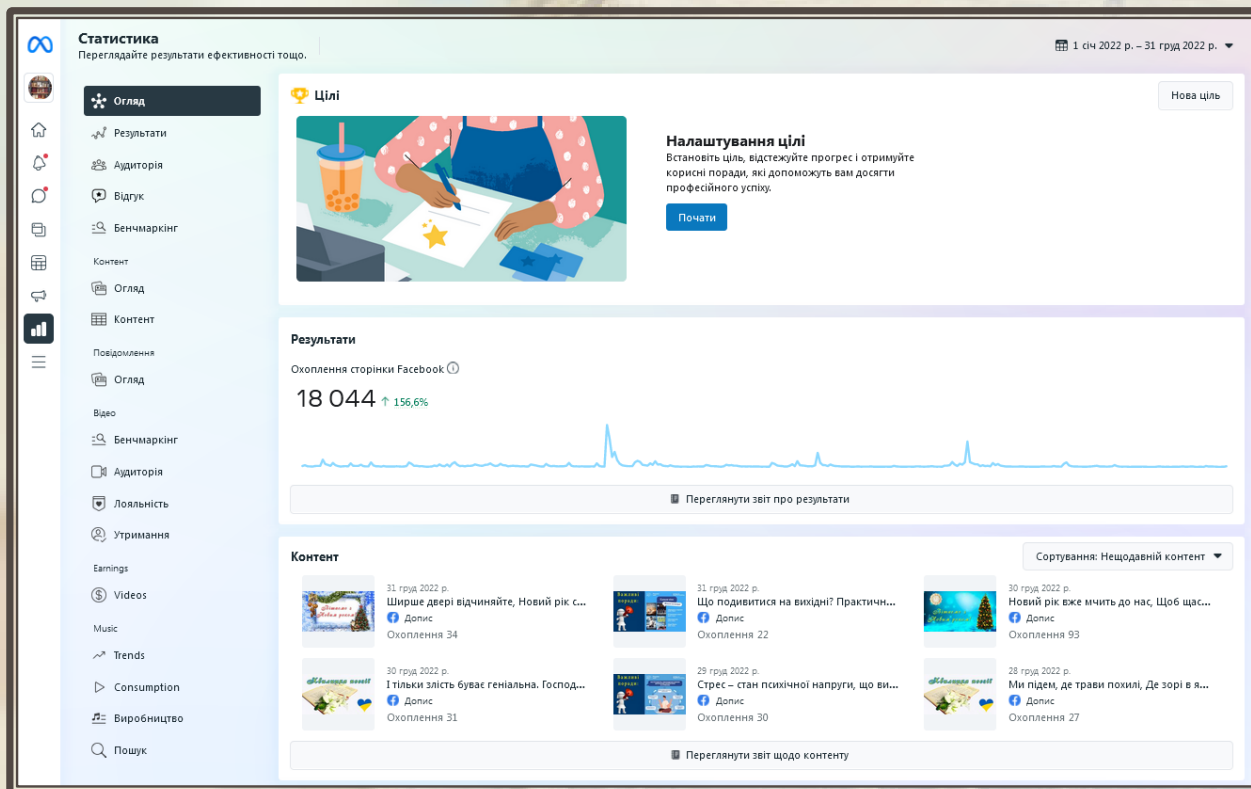 Статистика
Переглядайте результати ефективності тощо.
1 січ 2022 р. – 31 груд 2022 р.
Огляд
Результати
Аудиторія
Відгук
Бенчмаркінг
Контент
Огляд
Контент
Повідомлення
Огляд
Відео
Бенчмаркінг
Аудиторія
Лояльність
Утримання
Earnings
Videos
Music
Trends
Consumption
Виробництво
Пошук
Цілі
Нова ціль
Налаштування цілі
Встановіть ціль, відстежуйте прогрес і отримуйте
корисні поради, які допоможуть вам досягти
професійного успіху.
Почати
Результати
Охоплення сторінки Facebook
18 044 ↑ 156,6%
Переглянути звіт про результати
Контент
Сортування: Нещодавній контент
31 груд 2022 р.
Ширше двері відчиняйте, Новий рік с...
Допис
Охоплення 34
31 груд 2022 р.
Що подивитися на вихідні? Практичн...
Допис
Охоплення 22
30 груд 2022 р.
Новий рік вже мчить до нас, Щоб щас...
Допис
Охоплення 93
30 груд 2022 р.
І тільки злість буває геніальна. Господ...
Допис
Охоплення 31
29 груд 2022 р.
Стрес – стан психічної напруги, що ви...
Допис
Охоплення 30
28 груд 2022 р.
Ми підем, де трави похилі, Де зорі в я...
Допис
Охоплення 27
Переглянути звіт щодо контенту